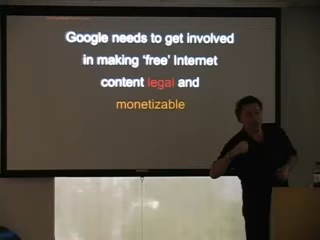 Google needs to get involved
in making 'free' Internet
content legal and
monetizable